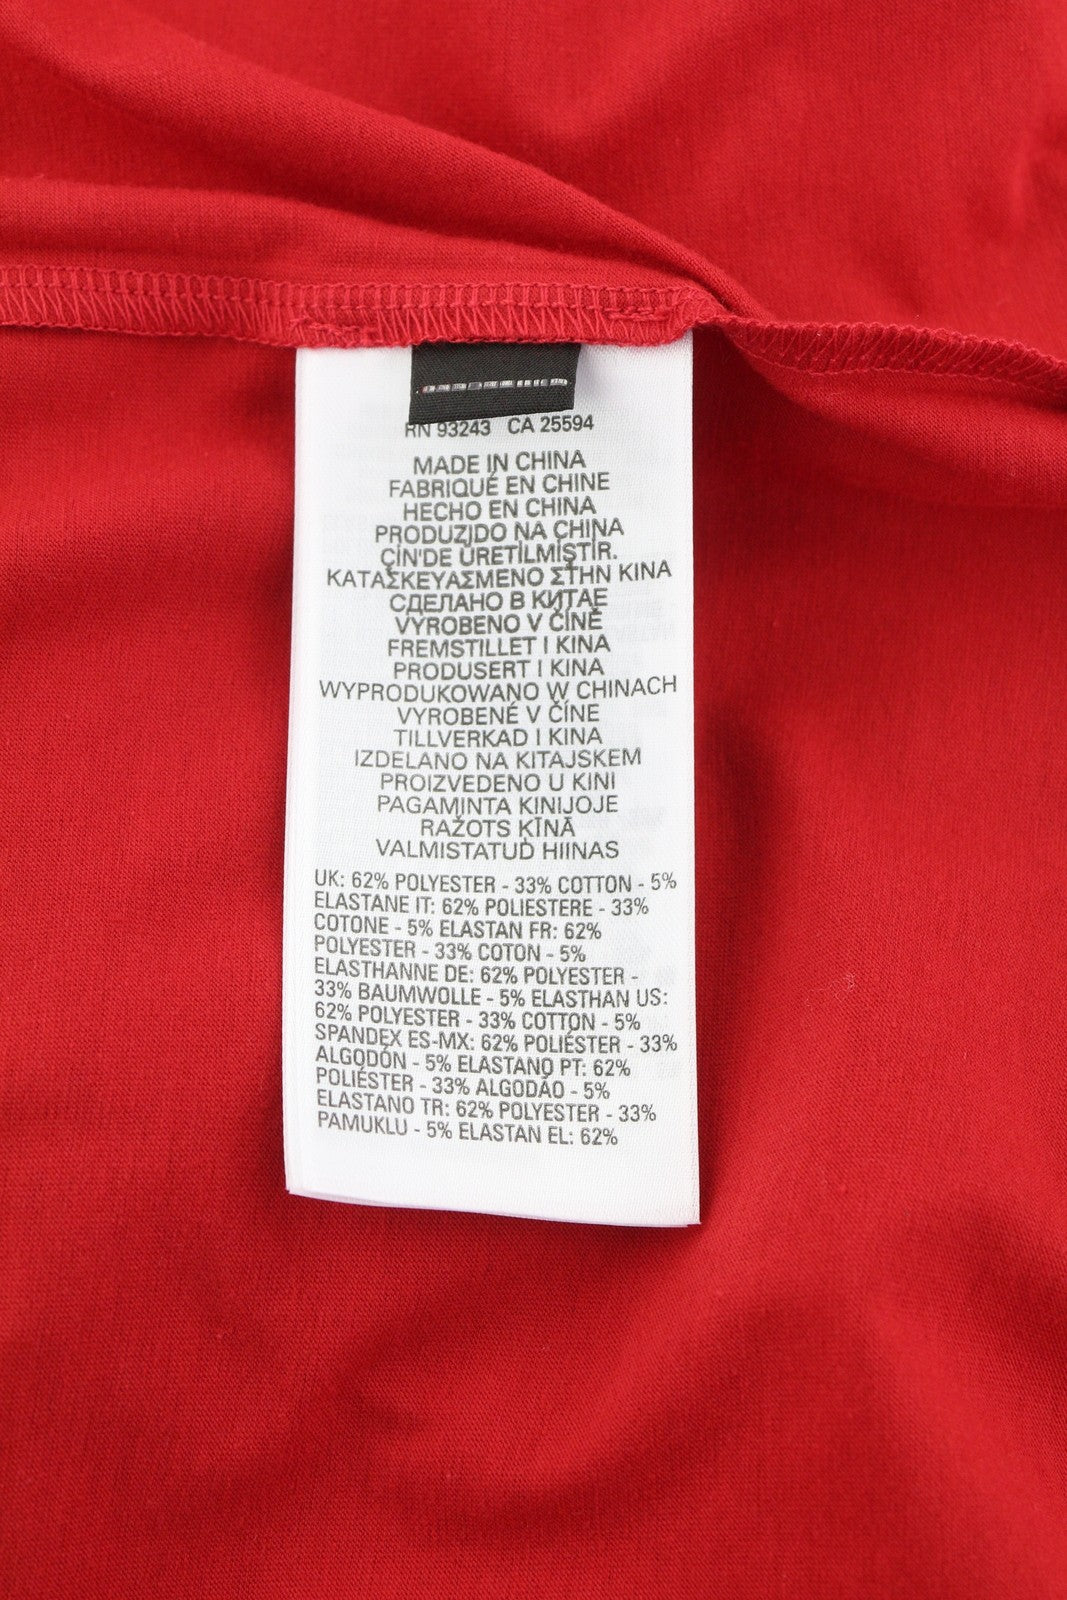 RN 93243 CA 25594
MADE IN CHINA
FABRIQUÉ EN CHINE
HECHO EN CHINA
PRODUZIDO NA CHINA
ÇİN'DE ÜRETİLMİŞTİR.
ΚΑΤΑΣΚΕΥΑΣΜΕΝΟ ΣΤΗΝ ΚΙΝΑ
СДЕЛАНО В КИТАЕ
VYROBENO V ČÍNĚ
FREMSTILLET I KINA
PRODUSERT I KINA
WYPRODUKOWANO W CHINACH
VYROBENÉ V ČÍNE
TILLVERKAD I KINA
IZDELANO NA KITAJSKEM
PROIZVEDENO U KINI
PAGAMINTA KINIJOJE
RAŽOTS ĶĪNĀ
VALMISTATUD HIINAS
UK: 62% POLYESTER - 33% COTTON - 5%
ELASTANE IT: 62% POLIESTERE - 33%
COTONE - 5% ELASTAN FR: 62%
POLYESTER - 33% COTON - 5%
ELASTHANNE DE: 62% POLYESTER -
33% BAUMWOLLE - 5% ELASTHAN US:
62% POLYESTER - 33% COTTON - 5%
SPANDEX ES-MX: 62% POLIÉSTER - 33%
ALGODÓN - 5% ELASTANO PT: 62%
POLIÉSTER - 33% ALGODÃO - 5%
ELASTANO TR: 62% POLYESTER - 33%
PAMUKLU - 5% ELASTAN EL: 62%